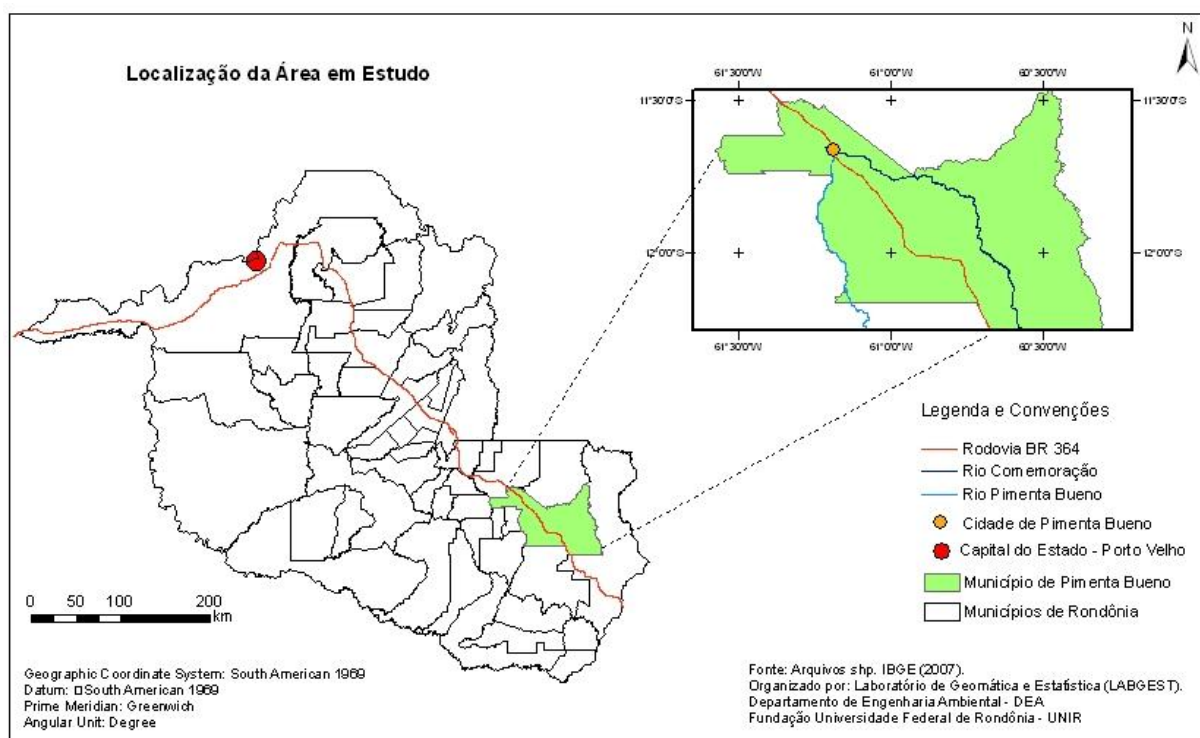 Localização da Área em Estudo
N
61°30'0"W 61°00'W 60°30'0"W
11°30'0"S 11°30'0"S
12°0'0"S 12°0'0"S
61°30'0"W 61°00'W 60°30'0"W
Legenda e Convenções
Rodovia BR 364
Rio Comemoração
Rio Pimenta Bueno
Cidade de Pimenta Bueno
Capital do Estado - Porto Velho
Município de Pimenta Bueno
Municípios de Rondônia
0 50 100 200
km
Geographic Coordinate System: South American 1969
Datum: □South American 1969
Prime Meridian: Greenwich
Angular Unit: Degree
Fonte: Arquivos shp. IBGE (2007).
Organizado por: Laboratório de Geomática e Estatística (LABGEST).
Departamento de Engenharia Ambiental - DEA
Fundação Universidade Federal de Rondônia - UNIR